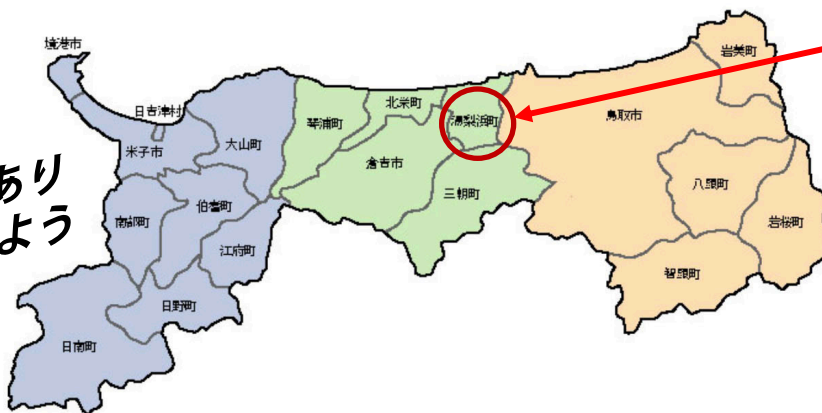 境港市
岩美町
日吉津村
北栄町
湯梨浜町
鳥取市
琴浦町
大山町
米子市
倉吉市
三朝町
八頭町
若桜町
あり
よう
南部町
伯耆町
江府町
智頭町
日野町
日南町